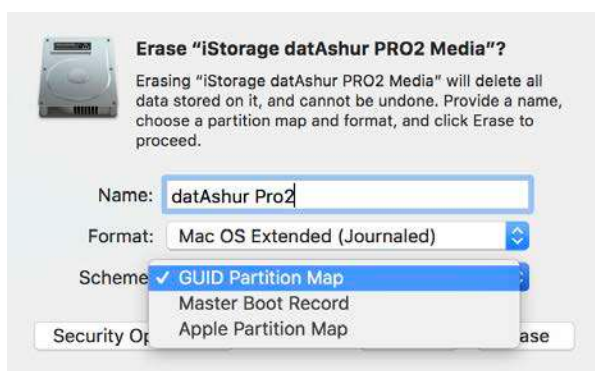 Erase “iStorage datAshur PRO2 Media”?
Erasing “iStorage datAshur PRO2 Media” will delete all
data stored on it, and cannot be undone. Provide a name,
choose a partition map and format, and click Erase to
proceed.
Name: datAshur Pro2
Format: Mac OS Extended (Journaled)
Scheme ✓ GUID Partition Map
Master Boot Record
Apple Partition Map
Security Op ase